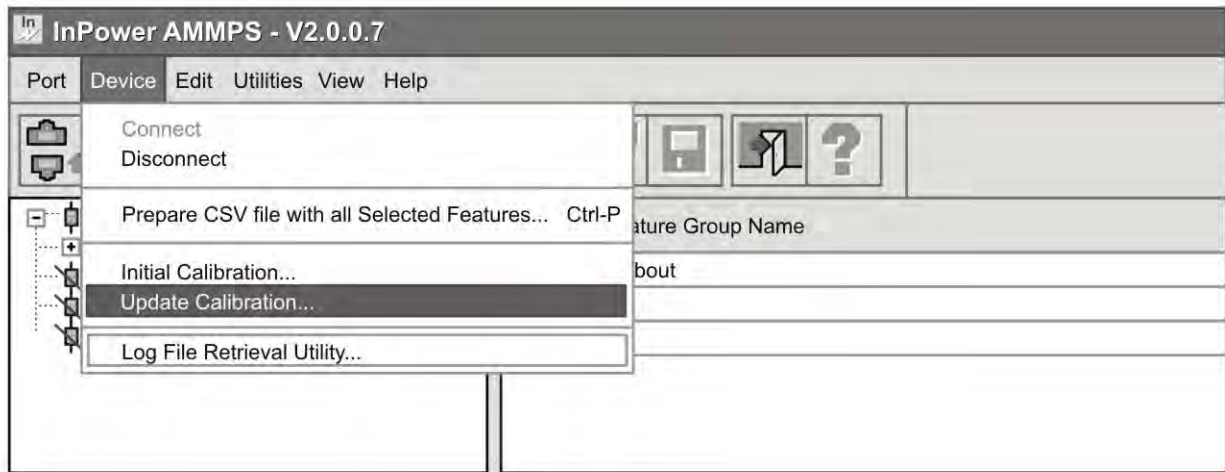 In
InPower AMMPS - V2.0.0.7
Port Device Edit Utilities View Help
Connect
Disconnect
Prepare CSV file with all Selected Features... Ctrl-P
ature Group Name
Initial Calibration...
bout
Update Calibration...
Log File Retrieval Utility...